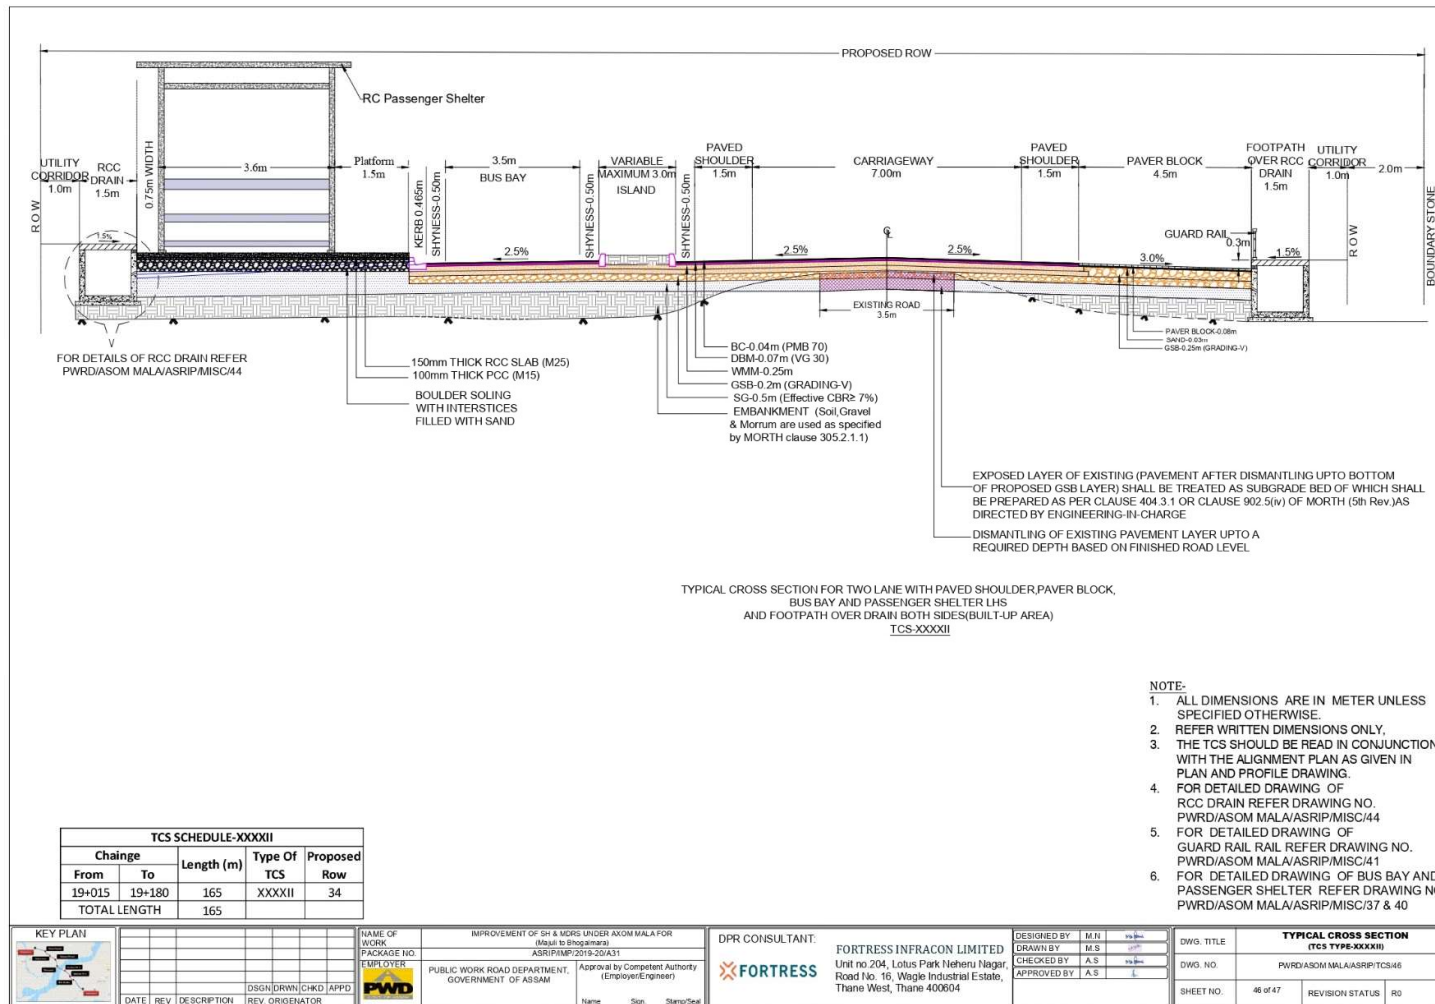 PROPOSED ROW
RC Passenger Shelter
UTILITY
CORRIDOR
1.0m
RCC
DRAIN
1.5m
0.75m WIDTH
3.6m
Platform
1.5m
KERB 0.465m
SHYNESS-0.50m
3.5m
BUS BAY
SHYNESS-0.50m
VARIABLE
MAXIMUM 3.0m
ISLAND
SHYNESS-0.50m
PAVED
SHOULDER
1.5m
CARRIAGEWAY
7.00m
PAVED
SHOULDER
1.5m
PAVER BLOCK
4.5m
FOOTPATH
OVER RCC
DRAIN
1.5m
UTILITY
CORRIDOR
1.0m
2.0m
ROW
ROW
BOUNDARY STONE
GUARD RAIL
0.3m
1.5%
2.5%
2.5%
2.5%
3.0%
1.5%
EXISTING ROAD
3.5m
PAVER BLOCK-0.08m
SAND-0.03m
GSB-0.25m (GRADING-V)
FOR DETAILS OF RCC DRAIN REFER
PWRD/ASOM MALA/ASRIP/MISC/44
150mm THICK RCC SLAB (M25)
100mm THICK PCC (M15)
BOULDER SOLING
WITH INTERSTICES
FILLED WITH SAND
BC-0.04m (PMB 70)
DBM-0.07m (VG 30)
WMM-0.25m
GSB-0.2m (GRADING-V)
SG-0.5m (Effective CBR≥ 7%)
EMBANKMENT (Soil,Gravel
& Morrum are used as specified
by MORTH clause 305.2.1.1)
EXPOSED LAYER OF EXISTING (PAVEMENT AFTER DISMANTLING UPTO BOTTOM
OF PROPOSED GSB LAYER) SHALL BE TREATED AS SUBGRADE BED OF WHICH SHALL
BE PREPARED AS PER CLAUSE 404.3.1 OR CLAUSE 902.5(iv) OF MORTH (5th Rev.)AS
DIRECTED BY ENGINEERING-IN-CHARGE
DISMANTLING OF EXISTING PAVEMENT LAYER UPTO A
REQUIRED DEPTH BASED ON FINISHED ROAD LEVEL
TYPICAL CROSS SECTION FOR TWO LANE WITH PAVED SHOULDER,PAVER BLOCK,
BUS BAY AND PASSENGER SHELTER LHS
AND FOOTPATH OVER DRAIN BOTH SIDES(BUILT-UP AREA)
TCS-XXXXII
NOTE-
1. ALL DIMENSIONS ARE IN METER UNLESS
SPECIFIED OTHERWISE.
2. REFER WRITTEN DIMENSIONS ONLY,
3. THE TCS SHOULD BE READ IN CONJUNCTION
WITH THE ALIGNMENT PLAN AS GIVEN IN
PLAN AND PROFILE DRAWING.
4. FOR DETAILED DRAWING OF
RCC DRAIN REFER DRAWING NO.
PWRD/ASOM MALA/ASRIP/MISC/44
5. FOR DETAILED DRAWING OF
GUARD RAIL RAIL REFER DRAWING NO.
PWRD/ASOM MALA/ASRIP/MISC/41
6. FOR DETAILED DRAWING OF BUS BAY AND
PASSENGER SHELTER REFER DRAWING NO
PWRD/ASOM MALA/ASRIP/MISC/37 & 40
TCS SCHEDULE-XXXXII
Chainge Length (m) Type Of TCS Proposed Row
From To
19+015 19+180 165 XXXXII 34
TOTAL LENGTH 165
KEY PLAN
DSGN DRWN CHKD APPD
DATE REV DESCRIPTION REV. ORIGENATOR
NAME OF WORK
IMPROVEMENT OF SH & MDRS UNDER AXOM MALA FOR
(Majuli to Bhogaimara)
PACKAGE NO. ASRIP/IMP/2019-20/A31
EMPLOYER
PWD
PUBLIC WORK ROAD DEPARTMENT,
GOVERNMENT OF ASSAM
Approval by Competent Authority
(Employer/Engineer)
Name Sign. Stamp/Seal
DPR CONSULTANT:
FORTRESS
FORTRESS INFRACON LIMITED
Unit no.204, Lotus Park Neheru Nagar,
Road No. 16, Wagle Industrial Estate,
Thane West, Thane 400604
DESIGNED BY M.N
DRAWN BY M.S
CHECKED BY A.S
APPROVED BY A.S
DWG. TITLE TYPICAL CROSS SECTION
(TCS TYPE-XXXXII)
DWG. NO. PWRD/ASOM MALA/ASRIP/TCS/46
SHEET NO. 46 of 47 REVISION STATUS R0